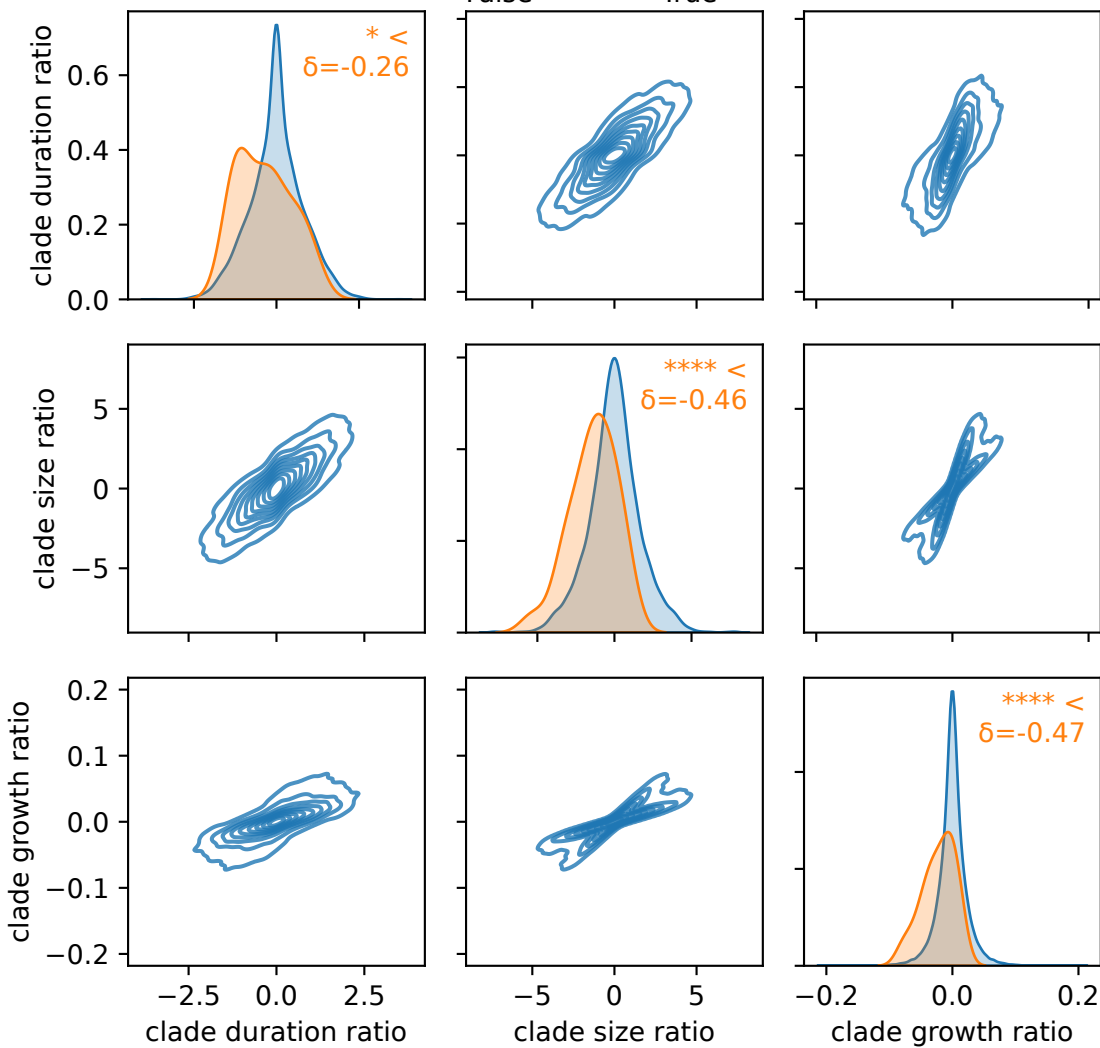 False True
* <
δ=-0.26
clade duration ratio
0.6
0.4
0.2
0.0
**** <
δ=-0.46
clade size ratio
5
0
−5
**** <
δ=-0.47
clade growth ratio
0.2
0.1
0.0
−0.1
−0.2
−2.5 0.0 2.5
−5 0 5
−0.2 0.0 0.2
clade duration ratio
clade size ratio
clade growth ratio